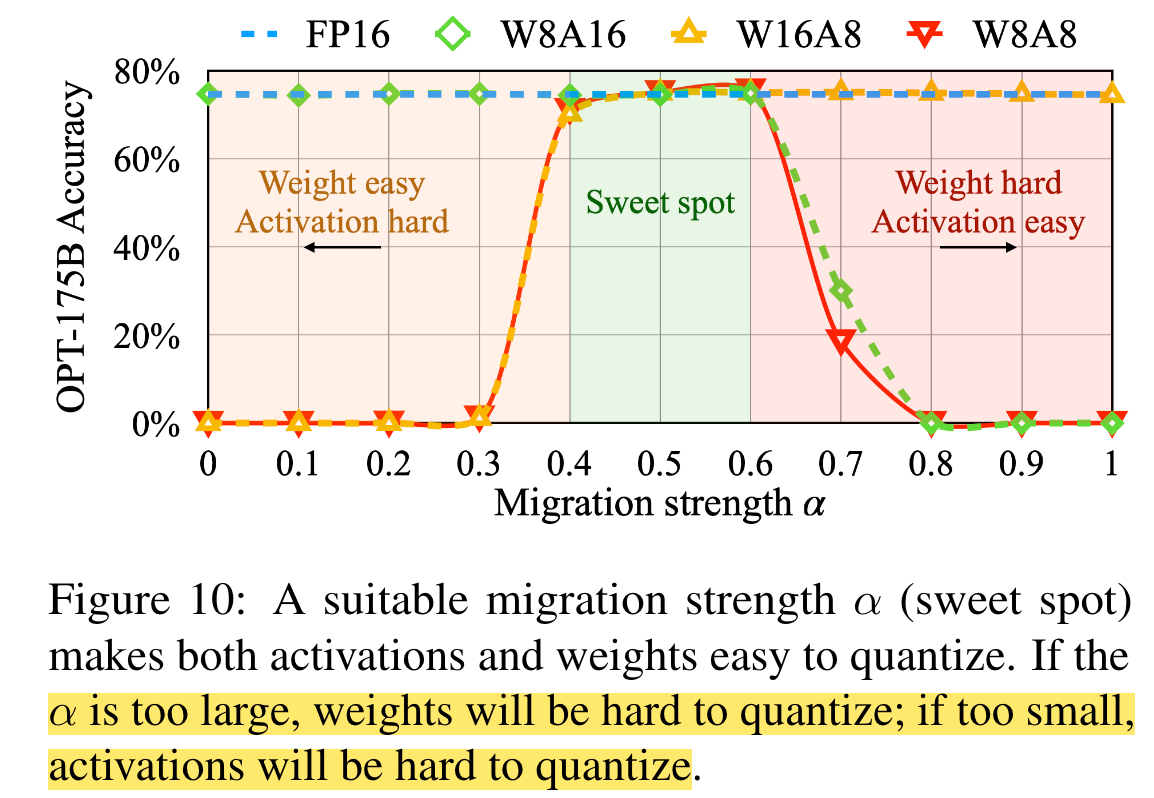 FP16 W8A16 W16A8 W8A8
OPT-175B Accuracy
80%
60%
40%
20%
0%
Weight easy
Activation hard
Sweet spot
Weight hard
Activation easy
0 0.1 0.2 0.3 0.4 0.5 0.6 0.7 0.8 0.9 1
Migration strength α
Figure 10: A suitable migration strength α (sweet spot)
makes both activations and weights easy to quantize. If the
α is too large, weights will be hard to quantize; if too small,
activations will be hard to quantize.